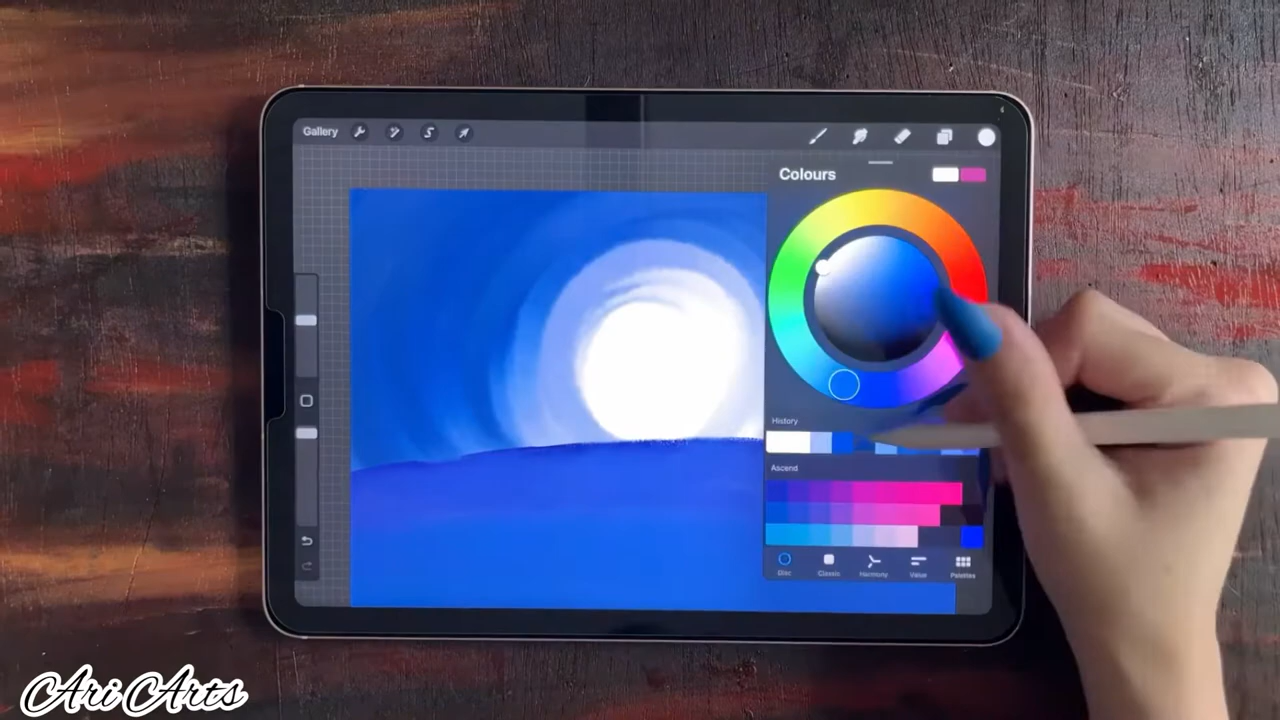 Gallery
Colours
History
Ascend
Disc Classic Harmony Value Palettes
Ari Arts